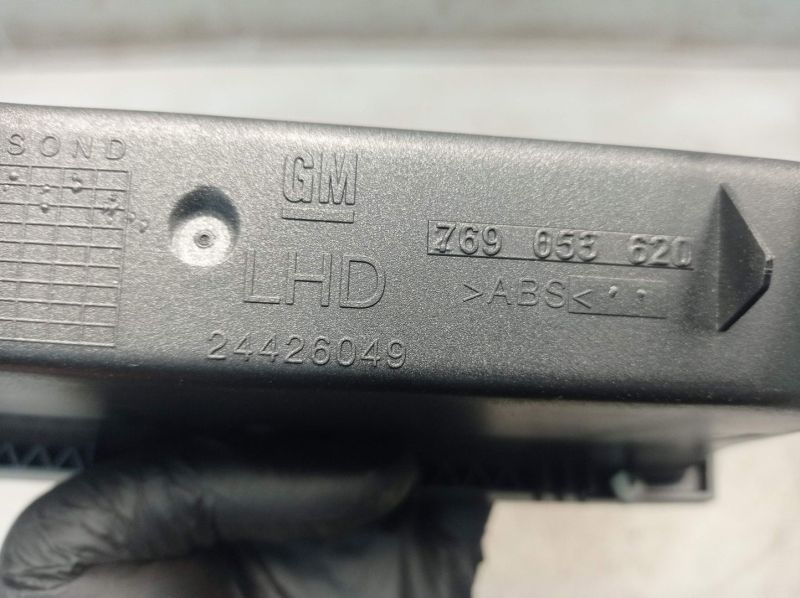 SOND
GM
769 053 620
LHD
>ABS<
24426049